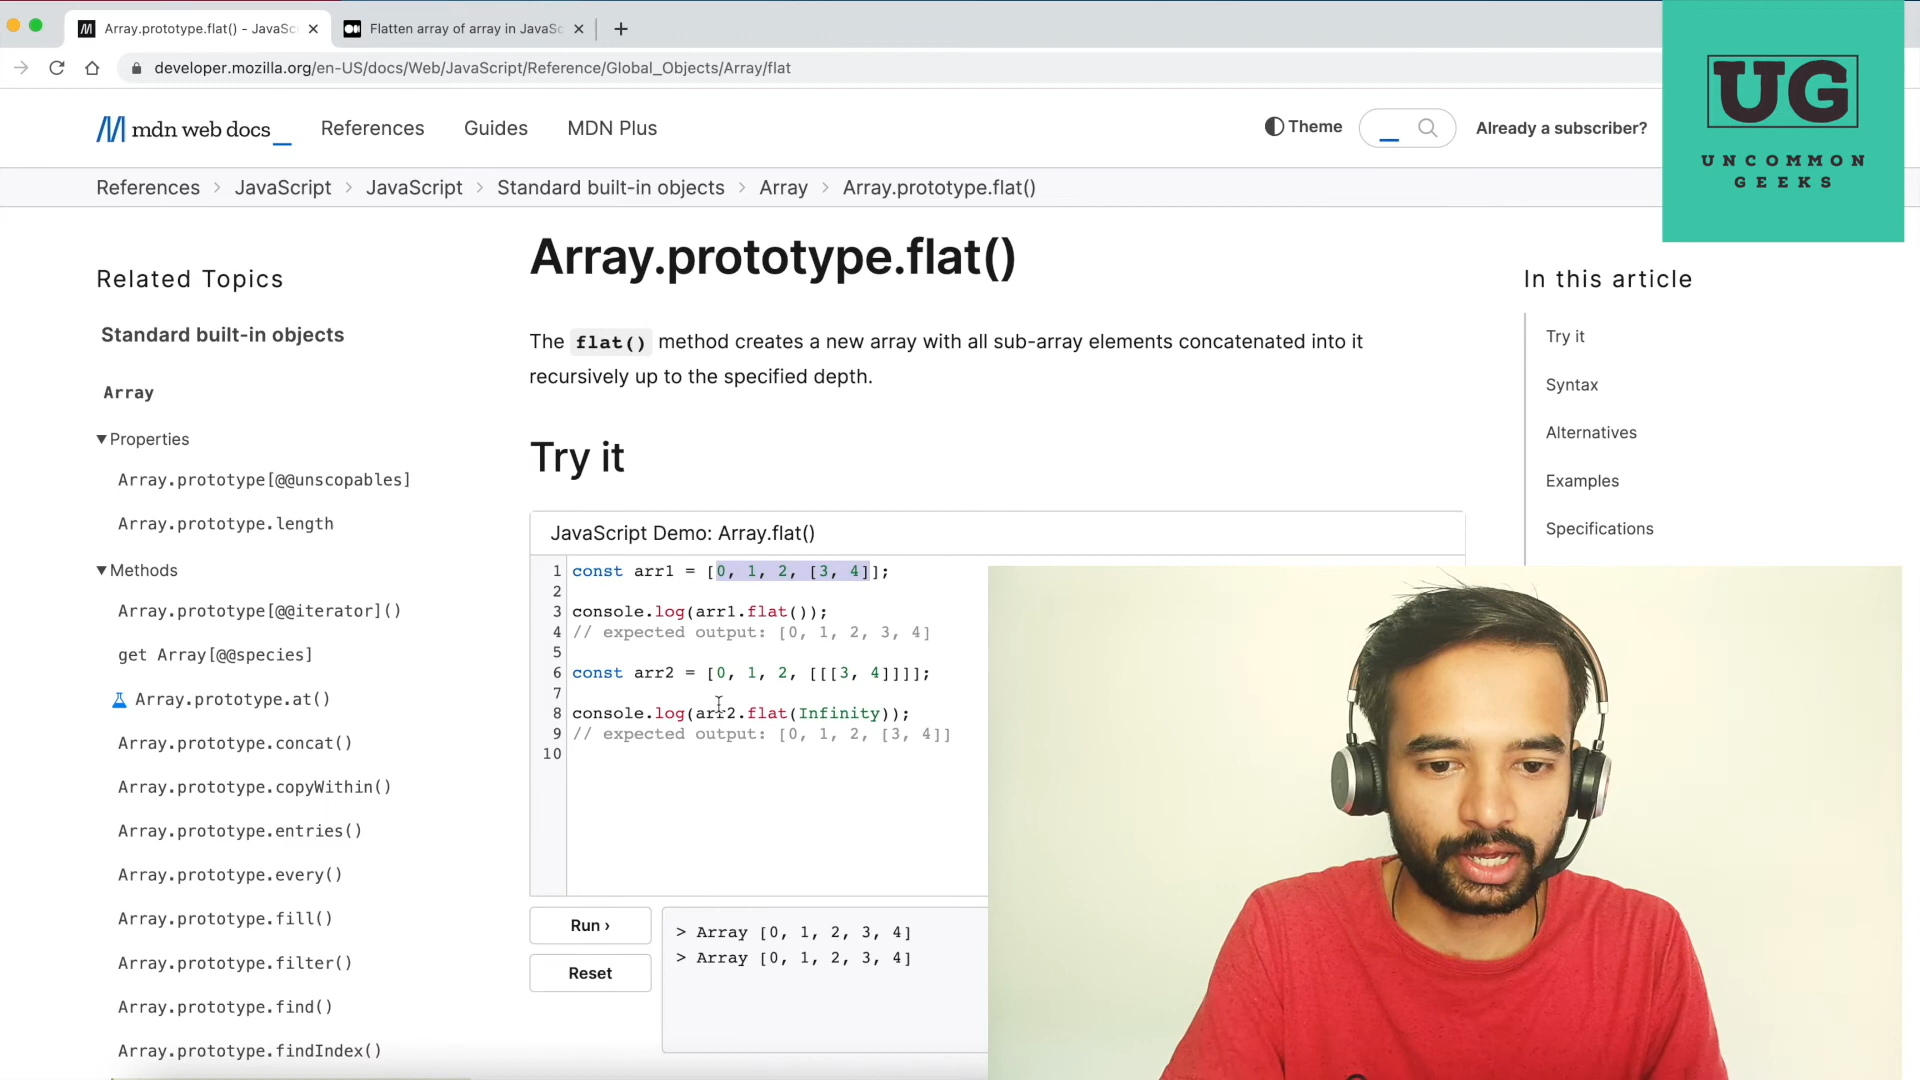 Array.prototype.flat() - JavaSc
Flatten array of array in JavaSc
developer.mozilla.org/en-US/docs/Web/JavaScript/Reference/Global_Objects/Array/flat
mdn web docs_
References
Guides
MDN Plus
Theme
Already a subscriber?
UG
UNCOMMON
GEEKS
References > JavaScript > JavaScript > Standard built-in objects > Array > Array.prototype.flat()
Related Topics
Standard built-in objects
Array
Properties
Array.prototype[@@unscopables]
Array.prototype.length
Methods
Array.prototype[@@iterator]()
get Array[@@species]
Array.prototype.at()
Array.prototype.concat()
Array.prototype.copyWithin()
Array.prototype.entries()
Array.prototype.every()
Array.prototype.fill()
Array.prototype.filter()
Array.prototype.find()
Array.prototype.findIndex()
Array.prototype.flat()
The flat() method creates a new array with all sub-array elements concatenated into it
recursively up to the specified depth.
Try it
JavaScript Demo: Array.flat()
1 const arr1 = [0, 1, 2, [3, 4]];
2
3 console.log(arr1.flat());
4 // expected output: [0, 1, 2, 3, 4]
5
6 const arr2 = [0, 1, 2, [[[3, 4]]]];
7
8 console.log(arr2.flat(Infinity));
9 // expected output: [0, 1, 2, [3, 4]]
10
Run ›
Reset
> Array [0, 1, 2, 3, 4]
> Array [0, 1, 2, 3, 4]
In this article
Try it
Syntax
Alternatives
Examples
Specifications